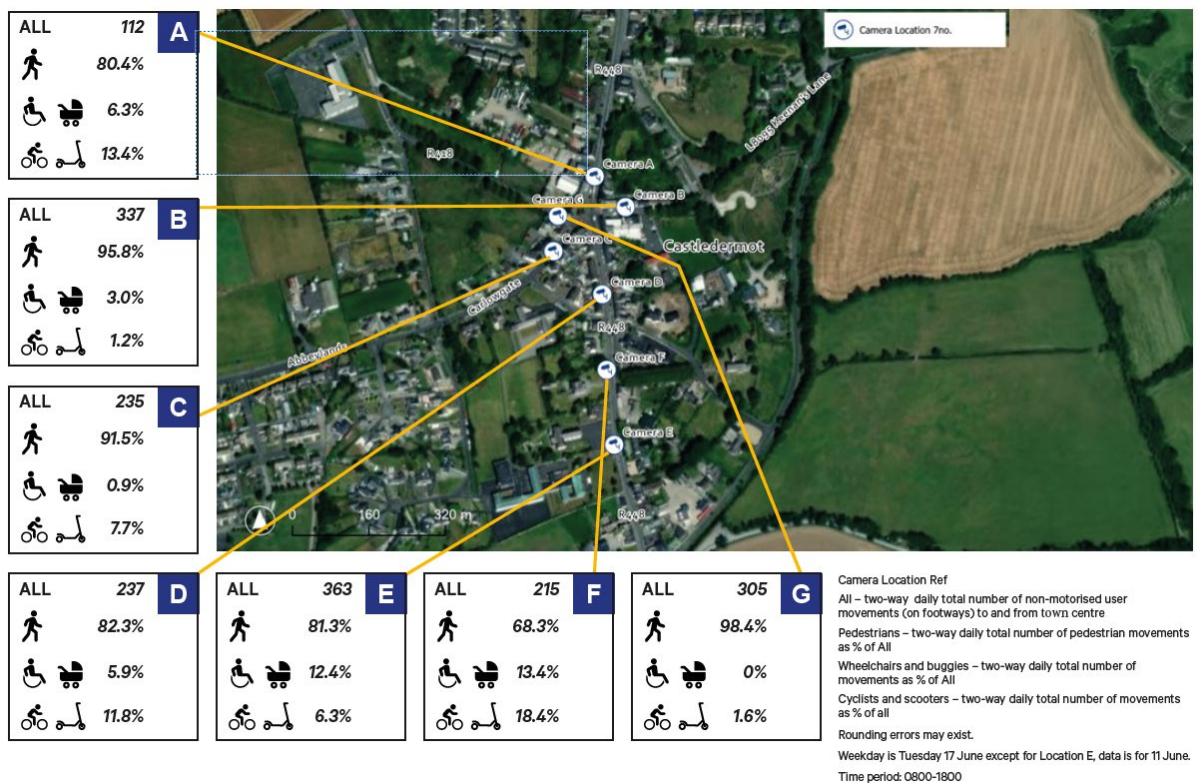 ALL 112 A
80.4%
6.3%
13.4%
ALL 337 B
95.8%
3.0%
1.2%
ALL 235 C
91.5%
0.9%
7.7%
Camera Location 7no.
R448
LBogg Keenan's Lane
R418
Camera A
Camera B
Camera G
Camera C
Castledermot
Carlowgate
Camera D
R448
Abbeylands
Camera F
Camera E
R448
0 160 320 m
ALL 237 D
82.3%
5.9%
11.8%
ALL 363 E
81.3%
12.4%
6.3%
ALL 215 F
68.3%
13.4%
18.4%
ALL 305 G
98.4%
0%
1.6%
Camera Location Ref
All – two-way daily total number of non-motorised user
movements (on footways) to and from town centre
Pedestrians – two-way daily total number of pedestrian movements
as % of All
Wheelchairs and buggies – two-way daily total number of
movements as % of All
Cyclists and scooters – two-way daily total number of movements
as % of all
Rounding errors may exist.
Weekday is Tuesday 17 June except for Location E, data is for 11 June.
Time period: 0800-1800